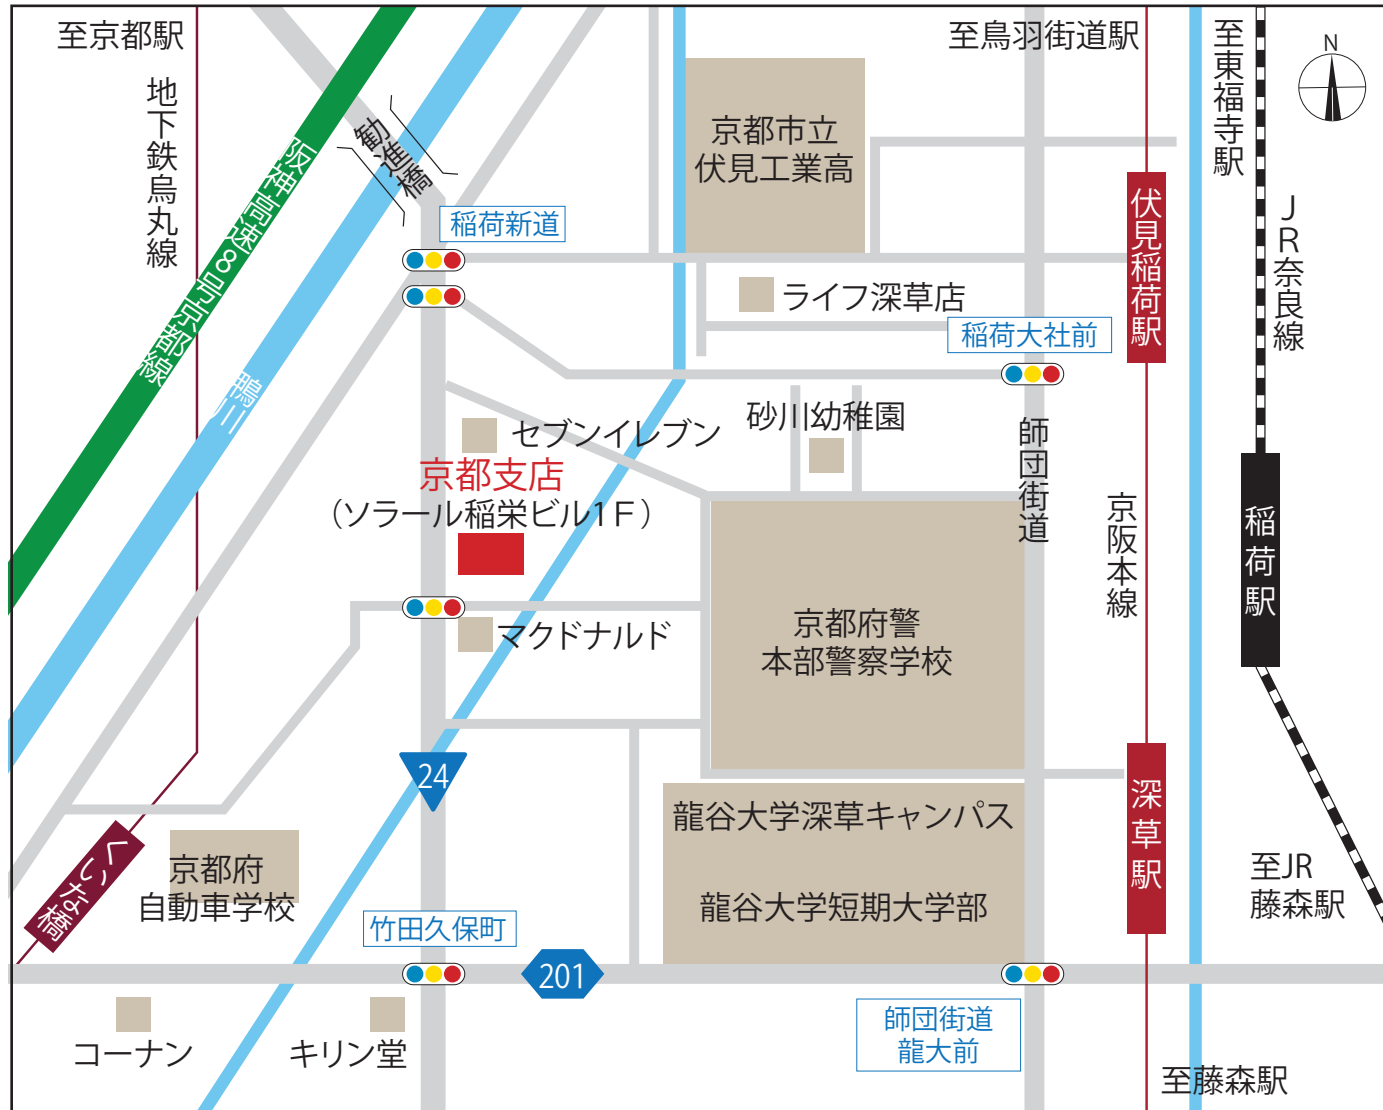 至京都駅
至鳥羽街道駅
至東福寺駅
N
地下鉄烏丸線
阪神高速8号京都線
鴨川
勧進橋
稲荷新道
京都市立
伏見工業高
伏見稲荷駅
JR奈良線
ライフ深草店
稲荷大社前
砂川幼稚園
セブンイレブン
京都支店
(ソラール稲栄ビル1F)
師団街道
京阪本線
稲荷駅
マクドナルド
京都府警
本部警察学校
24
深草駅
龍谷大学深草キャンパス
龍谷大学短期大学部
くいな橋
京都府
自動車学校
至JR
藤森駅
竹田久保町
201
コーナン
キリン堂
師団街道
龍大前
至藤森駅